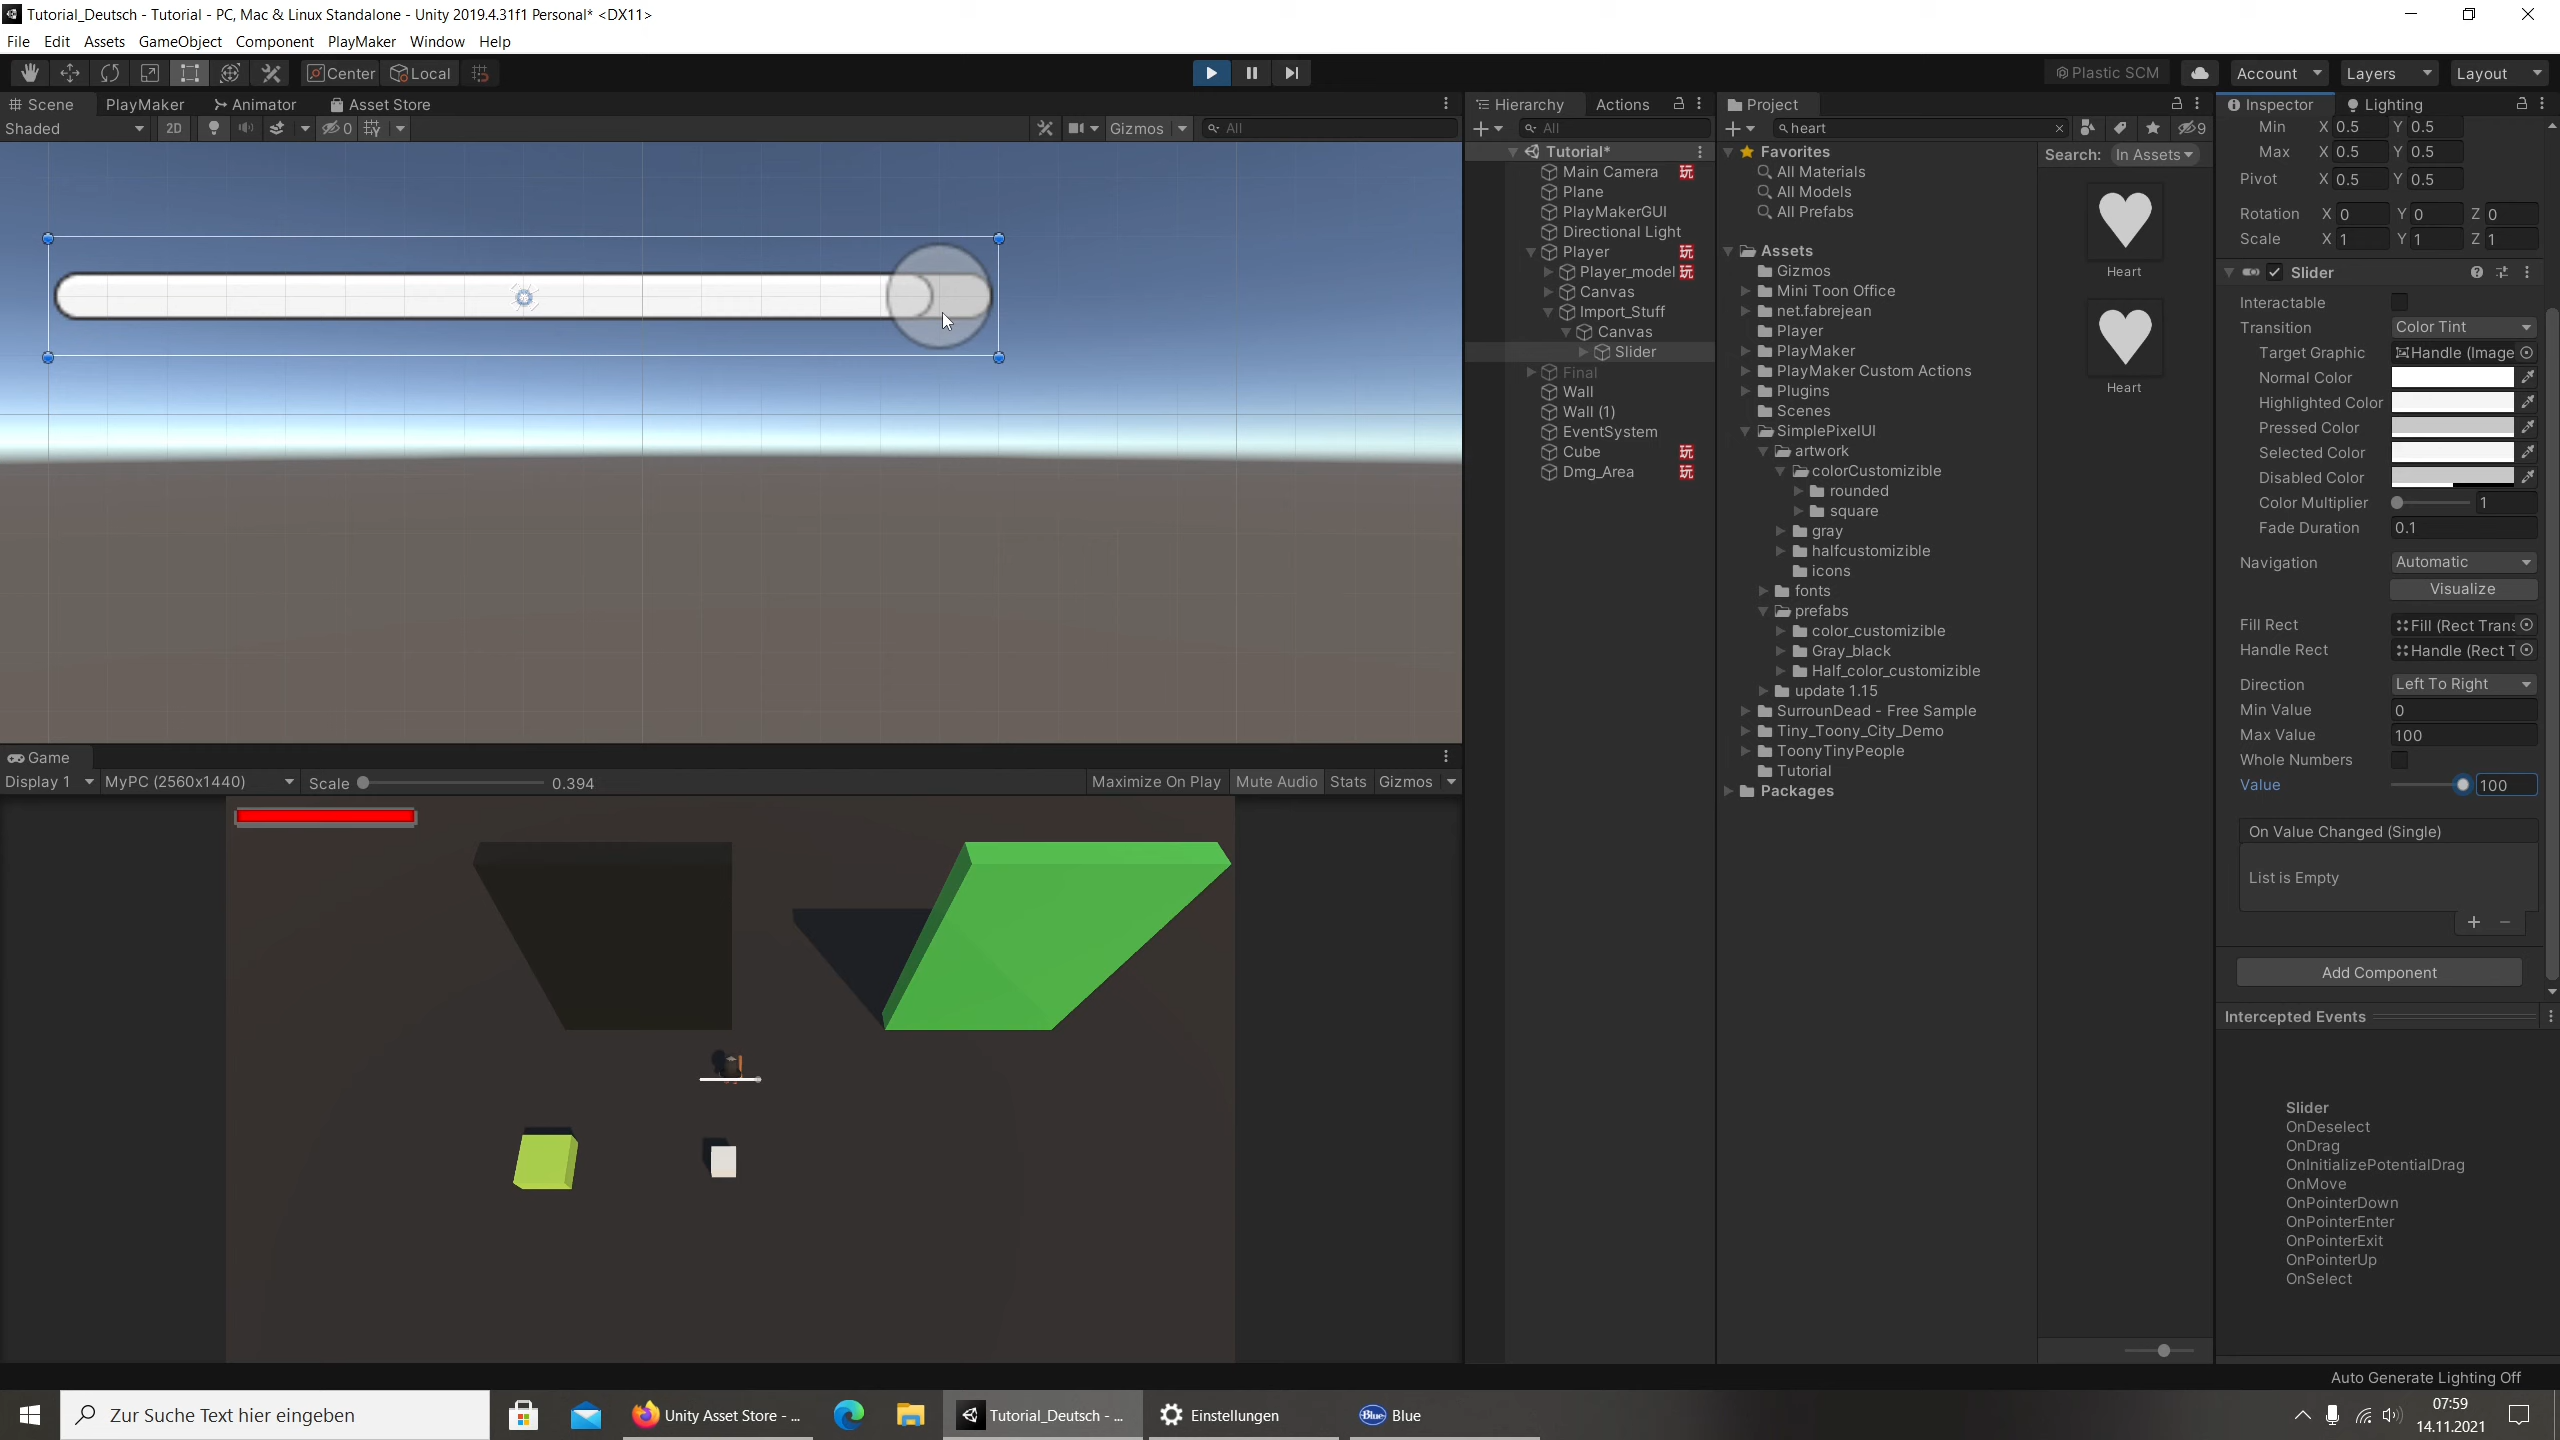 Tutorial_Deutsch - Tutorial - PC, Mac & Linux Standalone - Unity 2019.4.31f1 Personal* <DX11>
File Edit Assets GameObject Component PlayMaker Window Help
Center Local Plastic SCM Account Layers Layout
Scene PlayMaker Animator Asset Store
Shaded 2D 0 Gizmos All
Hierarchy Actions
All
Tutorial*
Main Camera 玩
Plane
PlayMakerGUI
Directional Light
Player 玩
Player_model 玩
Canvas
Import_Stuff
Canvas
Slider
Final
Wall
Wall (1)
EventSystem
Cube 玩
Dmg_Area 玩
Project
heart 9
Favorites
All Materials
All Models
All Prefabs
Assets
Gizmos
Mini Toon Office
net.fabrejean
Player
PlayMaker
PlayMaker Custom Actions
Plugins
Scenes
SimplePixelUI
artwork
colorCustomizible
rounded
square
gray
halfcustomizible
icons
fonts
prefabs
color_customizible
Gray_black
Half_color_customizible
update 1.15
SurrounDead - Free Sample
Tiny_Toony_City_Demo
ToonyTinyPeople
Tutorial
Packages
Search: In Assets
Heart
Heart
Inspector Lighting
Min X 0.5 Y 0.5
Max X 0.5 Y 0.5
Pivot X 0.5 Y 0.5
Rotation X 0 Y 0 Z 0
Scale X 1 Y 1 Z 1
Slider
Interactable
Transition Color Tint
Target Graphic Handle (Image
Normal Color
Highlighted Color
Pressed Color
Selected Color
Disabled Color
Color Multiplier 1
Fade Duration 0.1
Navigation Automatic
Visualize
Fill Rect Fill (Rect Trans
Handle Rect Handle (Rect T
Direction Left To Right
Min Value 0
Max Value 100
Whole Numbers
Value 100
On Value Changed (Single)
List is Empty
Add Component
Intercepted Events
Slider
OnDeselect
OnDrag
OnInitializePotentialDrag
OnMove
OnPointerDown
OnPointerEnter
OnPointerExit
OnPointerUp
OnSelect
Game
Display 1 MyPC (2560x1440) Scale 0.394 Maximize On Play Mute Audio Stats Gizmos
Auto Generate Lighting Off
Zur Suche Text hier eingeben
Unity Asset Store - ...
Tutorial_Deutsch - ...
Einstellungen
Blue Blue
07:59
14.11.2021